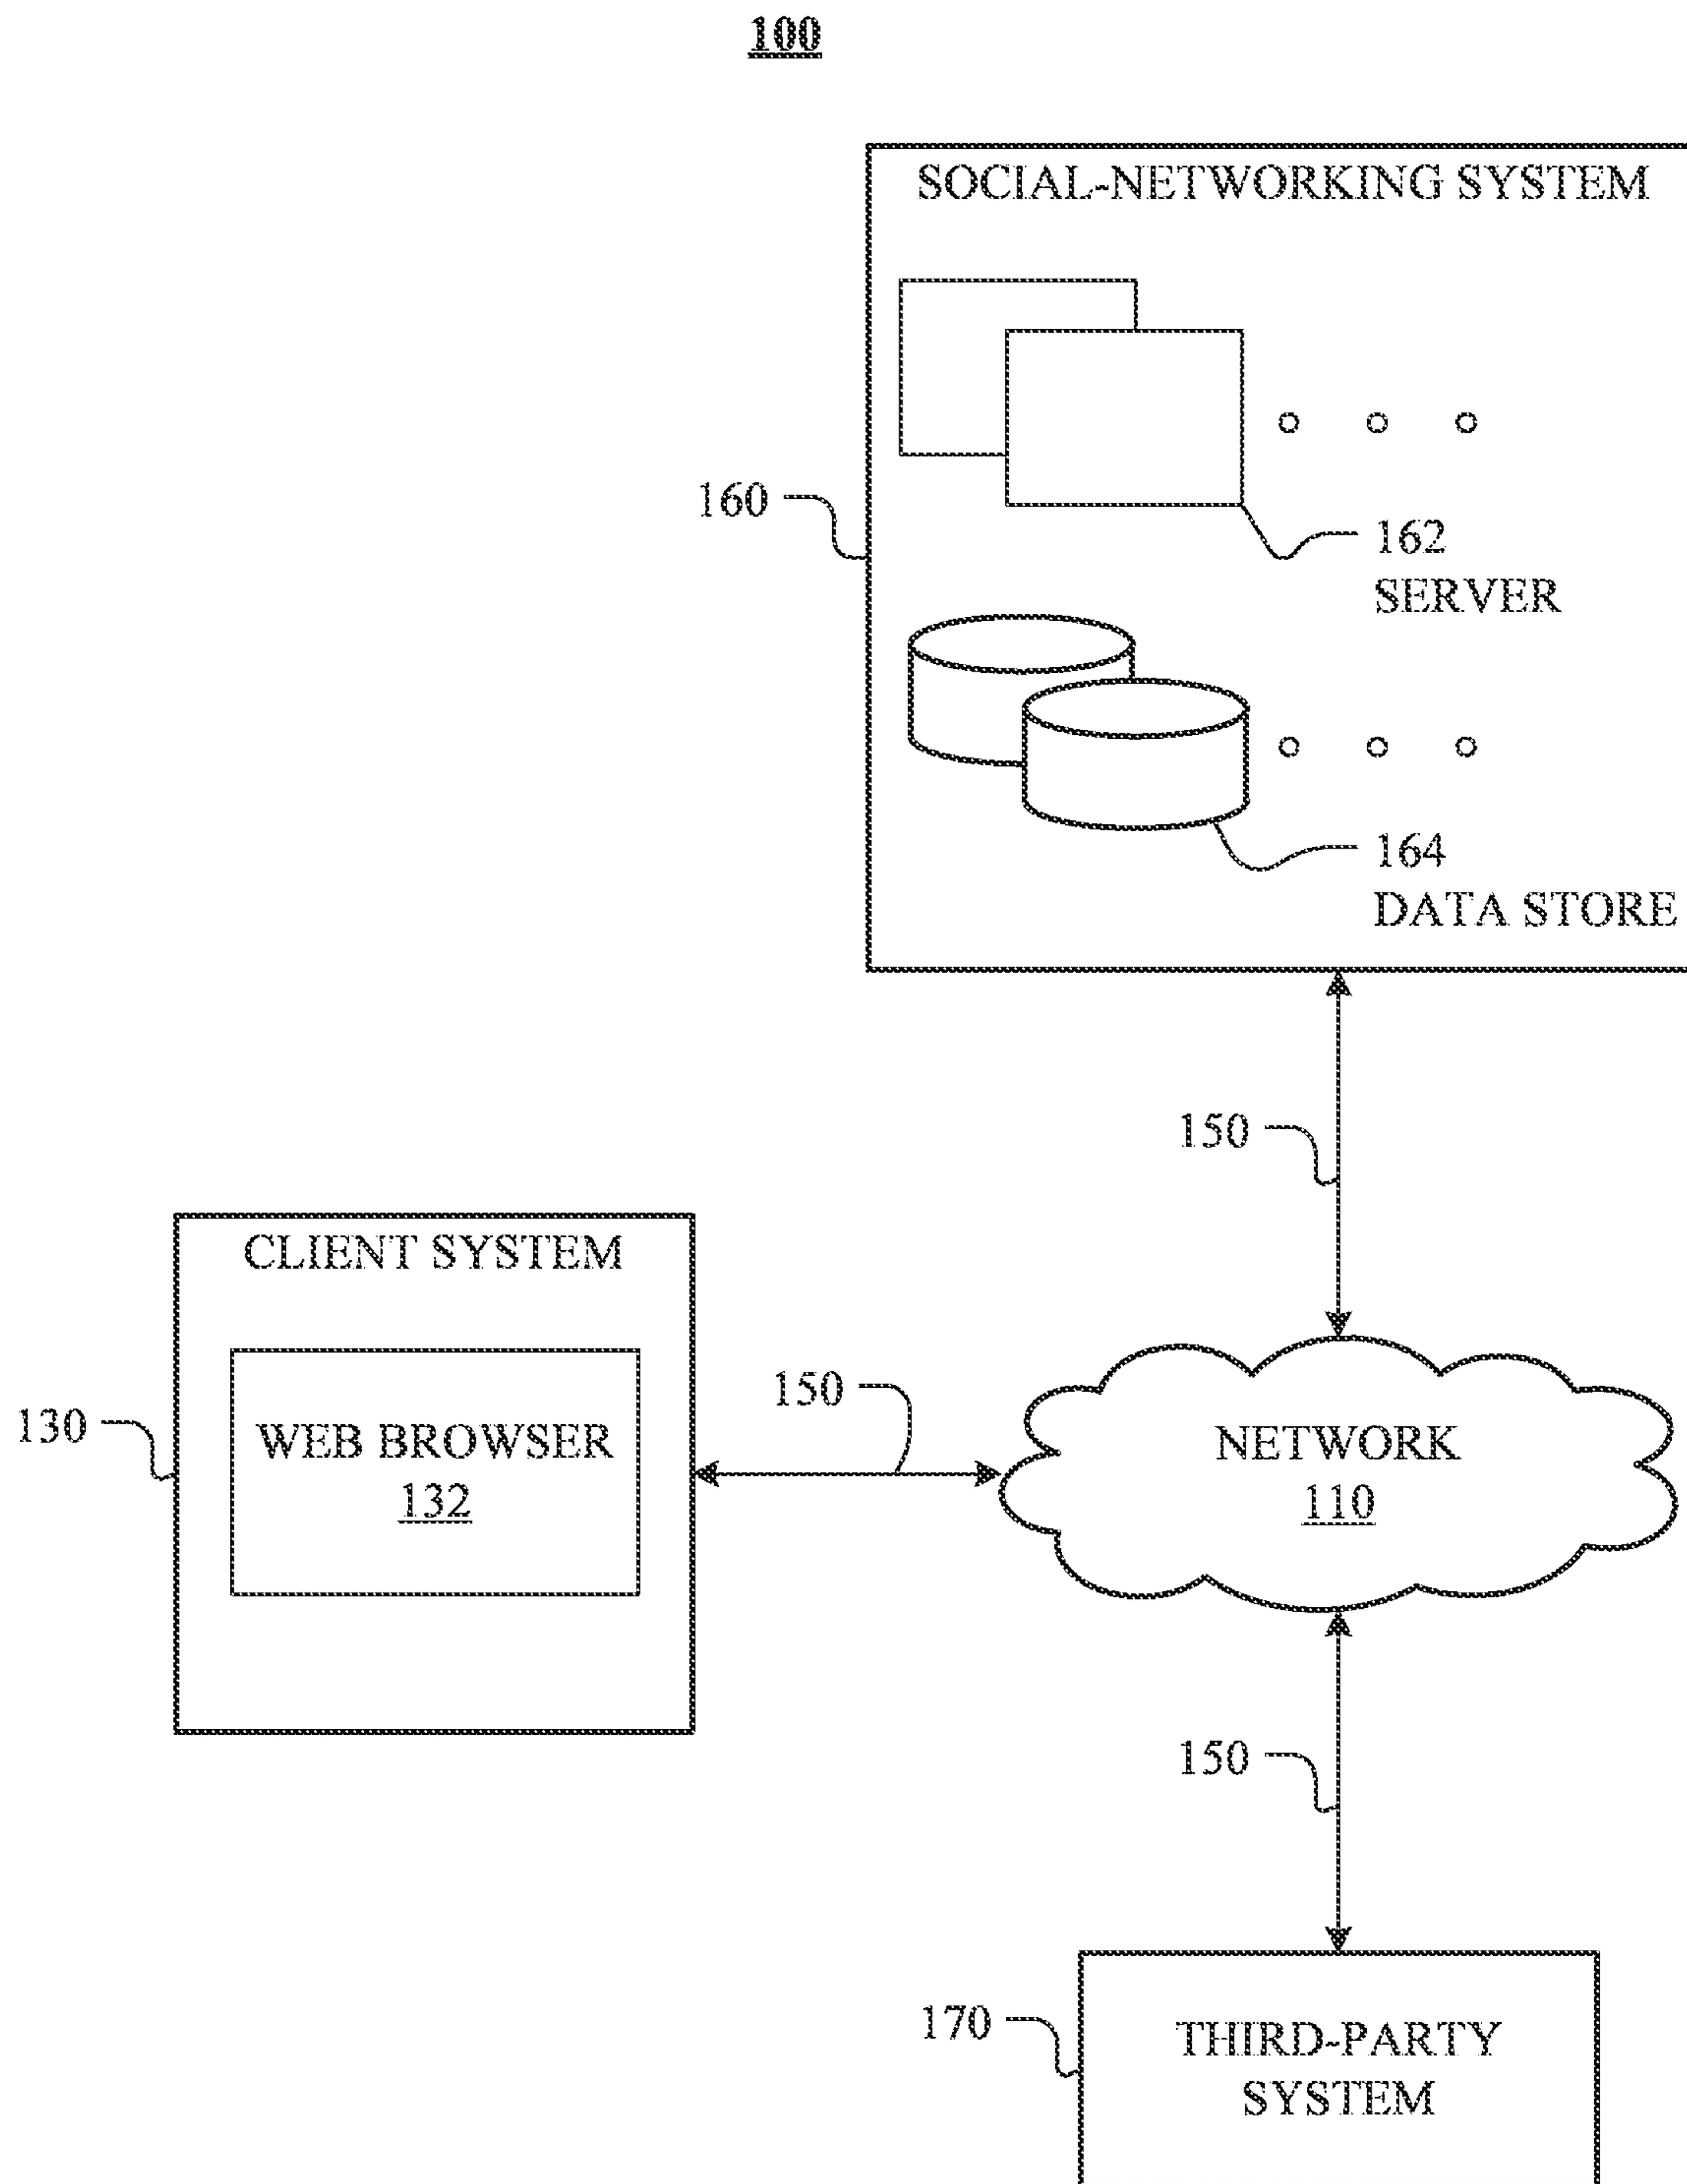 100
SOCIAL-NETWORKING SYSTEM
160
162
SERVER
164
DATA STORE
150
CLIENT SYSTEM
130
WEB BROWSER
132
150
NETWORK
110
150
170
THIRD-PARTY
SYSTEM